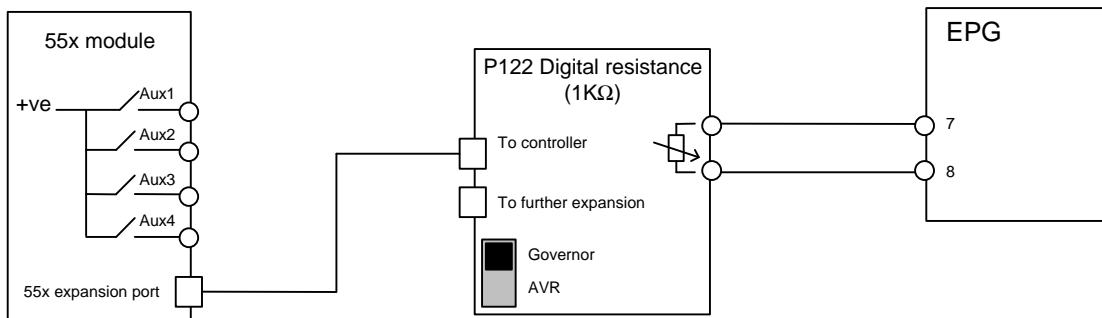 55x module
+ve
Aux1
Aux2
Aux3
Aux4
55x expansion port
P122 Digital resistance
(1KΩ)
To controller
To further expansion
Governor
AVR
EPG
7
8